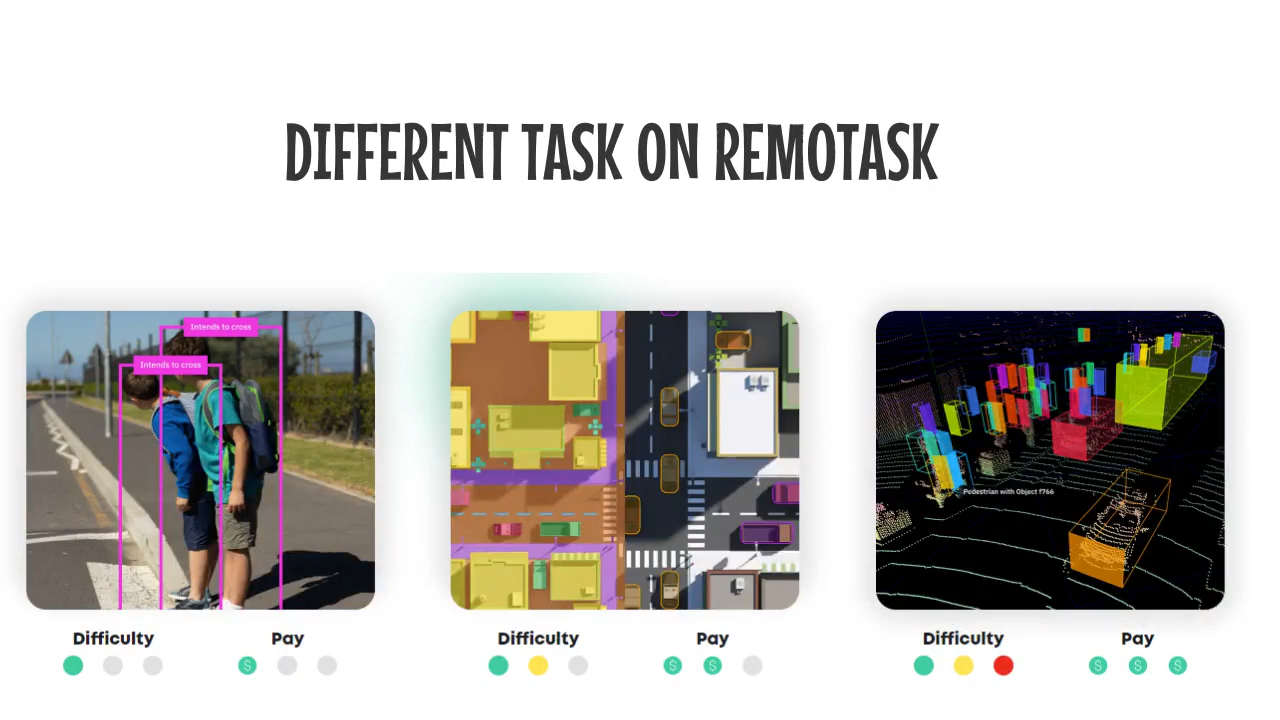 DIFFERENT TASK ON REMOTASK
Intends to cross
Intends to cross
Pedestrian with Object f766
Difficulty Pay
$
Difficulty Pay
$ $
Difficulty Pay
$ $ $